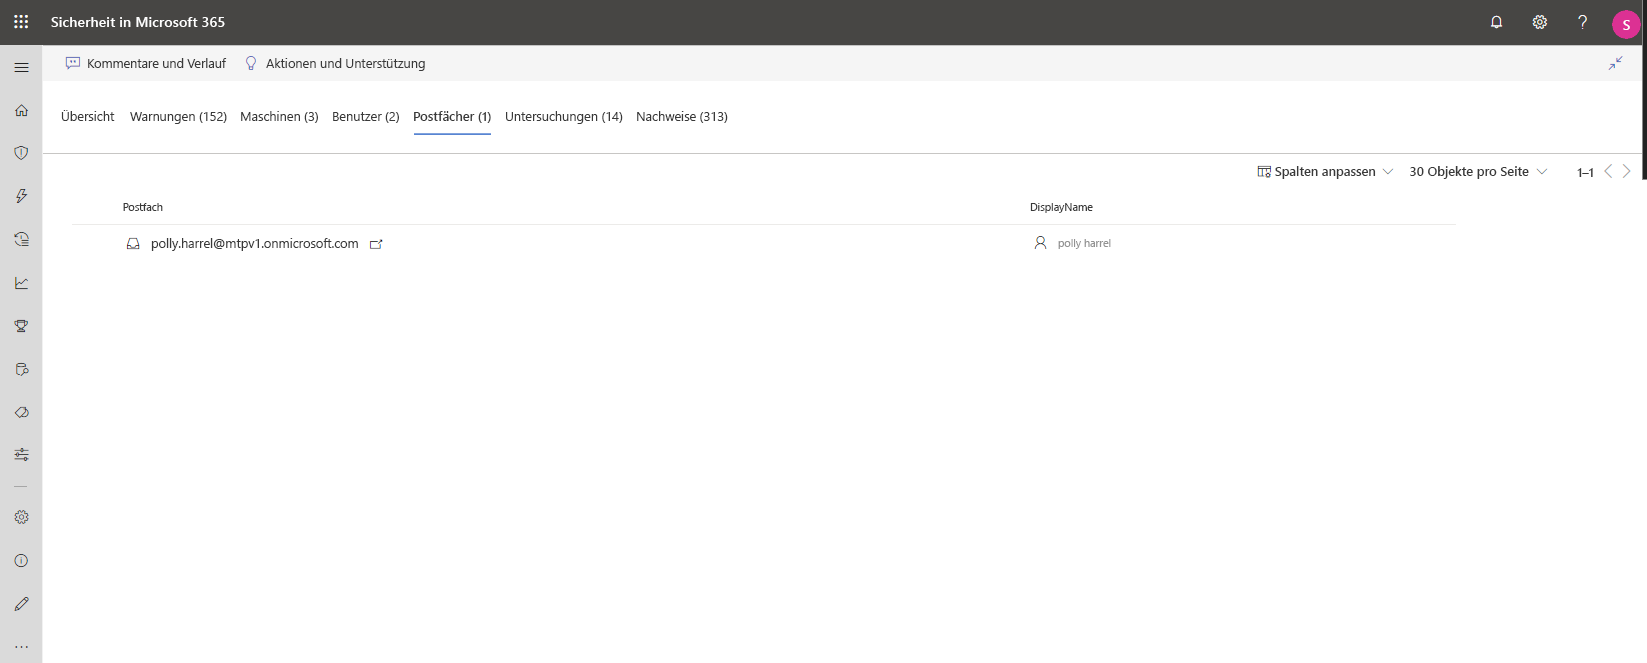 Sicherheit in Microsoft 365
?
S
Kommentare und Verlauf Aktionen und Unterstützung
Übersicht Warnungen (152) Maschinen (3) Benutzer (2) Postfächer (1) Untersuchungen (14) Nachweise (313)
Spalten anpassen 30 Objekte pro Seite 1–1
Postfach DisplayName
polly.harrel@mtpv1.onmicrosoft.com polly harrel